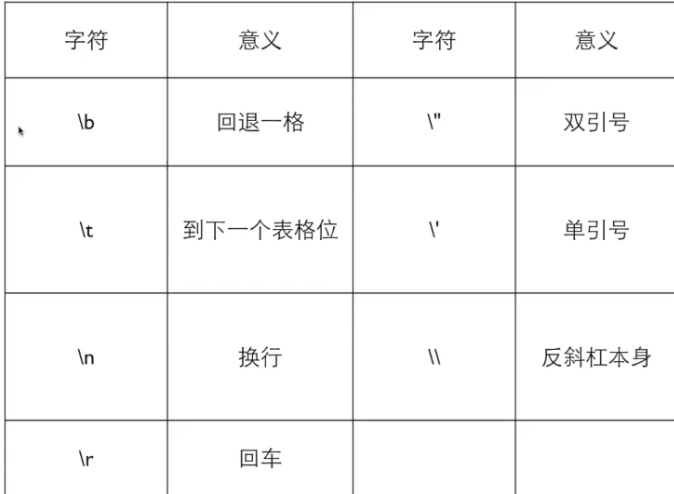 字符 意义 字符 意义
\b 回退一格 \" 双引号
\t 到下一个表格位 \' 单引号
\n 换行 \\ 反斜杠本身
\r 回车